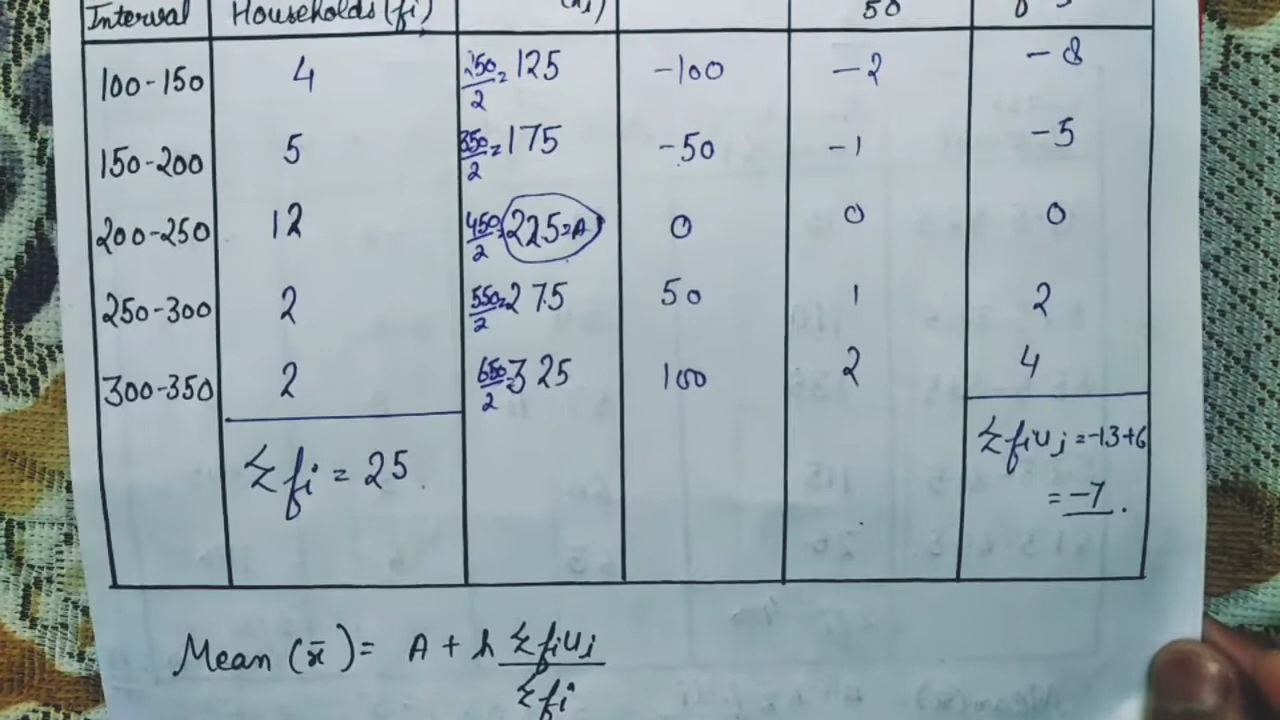 Interval Households (fi) (xi) 50
100-150 4 250/2 = 125 -100 -2 -8
150-200 5 350/2 = 175 -50 -1 -5
200-250 12 450/2 = 225=A 0 0 0
250-300 2 550/2 = 275 50 1 2
300-350 2 650/2 = 325 100 2 4
Σfi = 25. Σfiui = -13+6
= -7.
Mean (x̄) = A + h Σfiui
Σfi